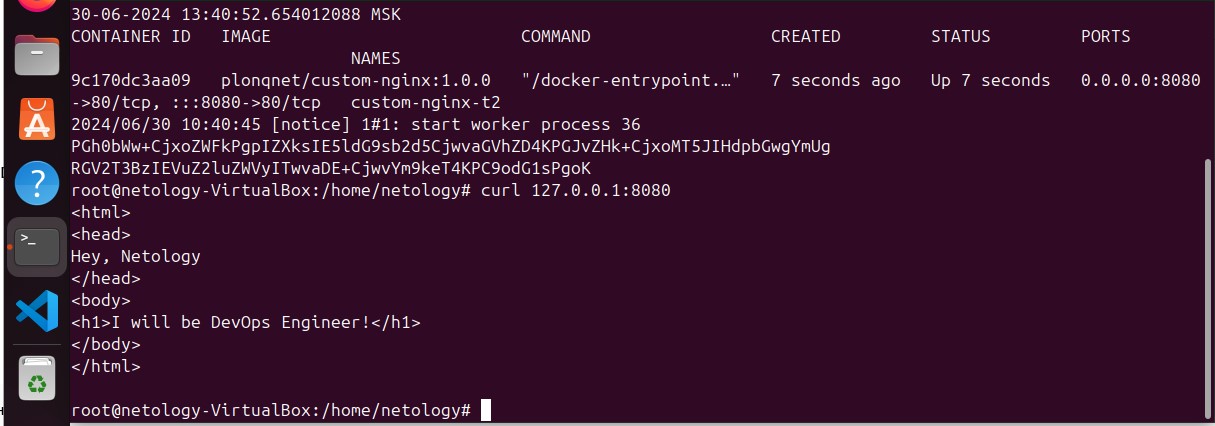 30-06-2024 13:40:52.654012088 MSK
CONTAINER ID   IMAGE                         COMMAND                  CREATED         STATUS         PORTS
                            NAMES
9c170dc3aa09   plonqnet/custom-nginx:1.0.0   "/docker-entrypoint.…"   7 seconds ago   Up 7 seconds   0.0.0.0:8080
->80/tcp, :::8080->80/tcp   custom-nginx-t2
2024/06/30 10:40:45 [notice] 1#1: start worker process 36
PGh0bWw+CjxoZWFkPgpIZXksIE5ldG9sb2d5CjwvaGVhZD4KPGJvZHk+CjxoMT5JIHdpbGwgYmUg
RGV2T3BzIEVuZ2luZWVyITwvaDE+CjwvYm9keT4KPC9odG1sPgoK
root@netology-VirtualBox:/home/netology# curl 127.0.0.1:8080
<html>
<head>
Hey, Netology
</head>
<body>
<h1>I will be DevOps Engineer!</h1>
</body>
</html>
root@netology-VirtualBox:/home/netology#